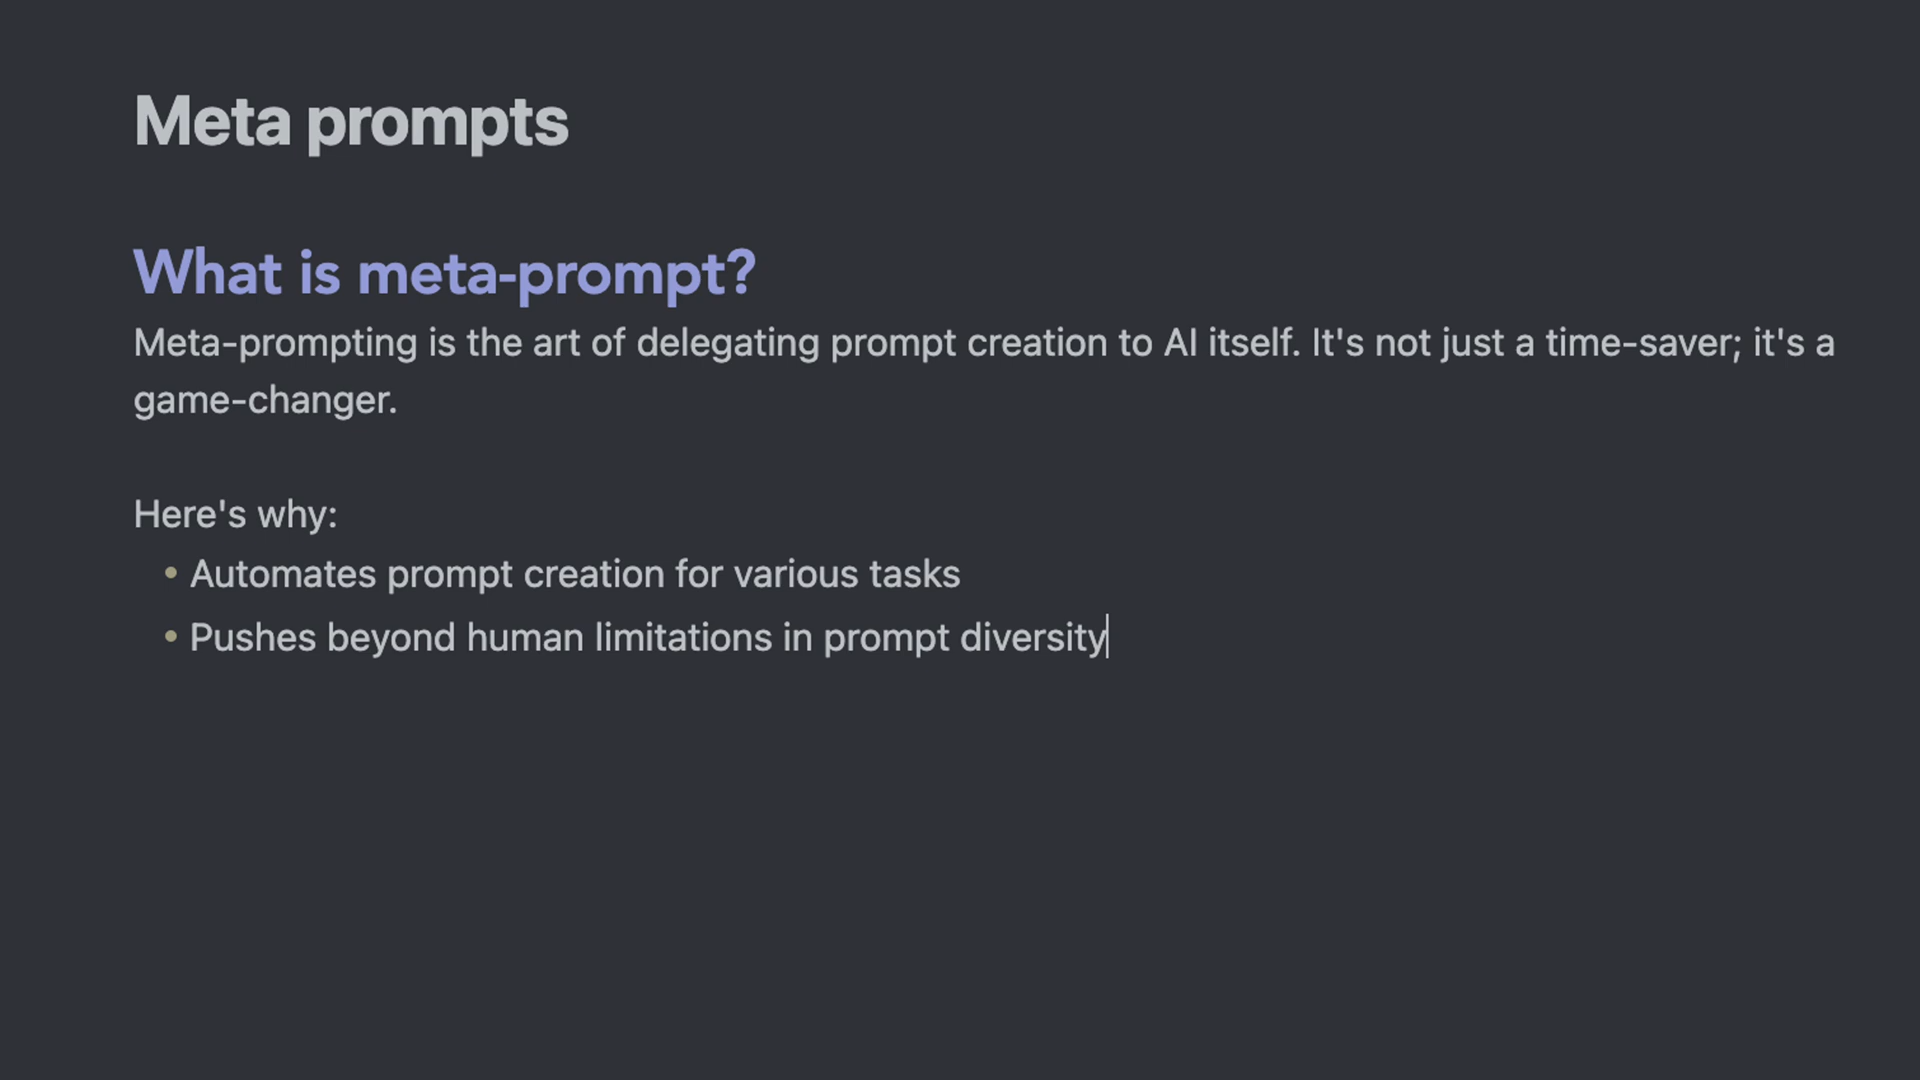 Meta prompts
What is meta-prompt?
Meta-prompting is the art of delegating prompt creation to AI itself. It's not just a time-saver; it's a
game-changer.
Here's why:
• Automates prompt creation for various tasks
• Pushes beyond human limitations in prompt diversity